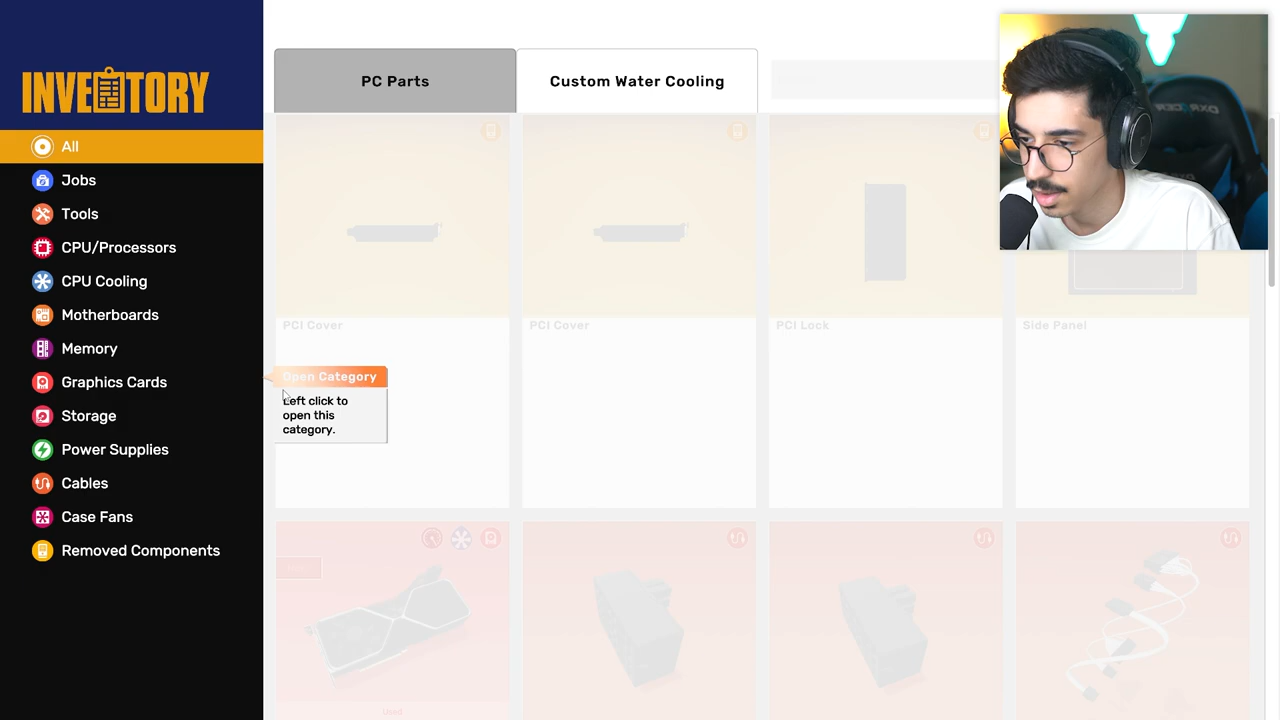 INVENTORY
All
Jobs
Tools
CPU/Processors
CPU Cooling
Motherboards
Memory
Graphics Cards
Storage
Power Supplies
Cables
Case Fans
Removed Components
PC Parts
Custom Water Cooling
PCI Cover
PCI Cover
PCI Lock
Side Panel
Open Category
Left click to
open this
category.
Used